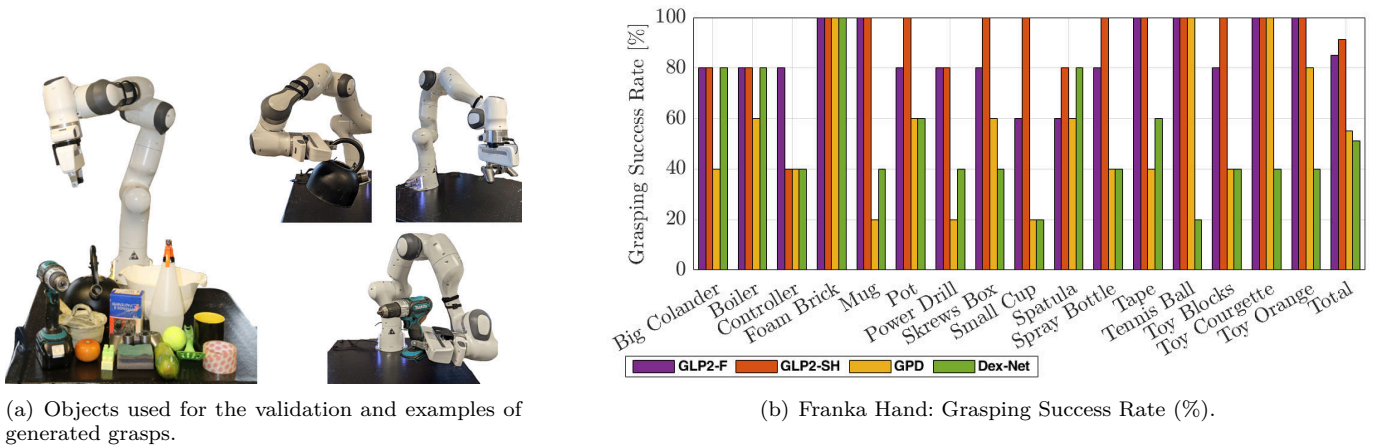 100
80
60
40
20
0
Grasping Success Rate [%]
Big Colander
Boiler
Controller
Foam Brick
Mug
Pot
Power Drill
Skrews Box
Small Cup
Spatula
Spray Bottle
Tape
Tennis Ball
Toy Blocks
Toy Courgette
Toy Orange
Total
GLP2-F GLP2-SH GPD Dex-Net
(a) Objects used for the validation and examples of
generated grasps.
(b) Franka Hand: Grasping Success Rate (%).